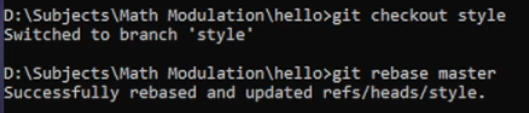 D:\Subjects\Math Modulation\hello>git checkout style
Switched to branch 'style'
D:\Subjects\Math Modulation\hello>git rebase master
Successfully rebased and updated refs/heads/style.